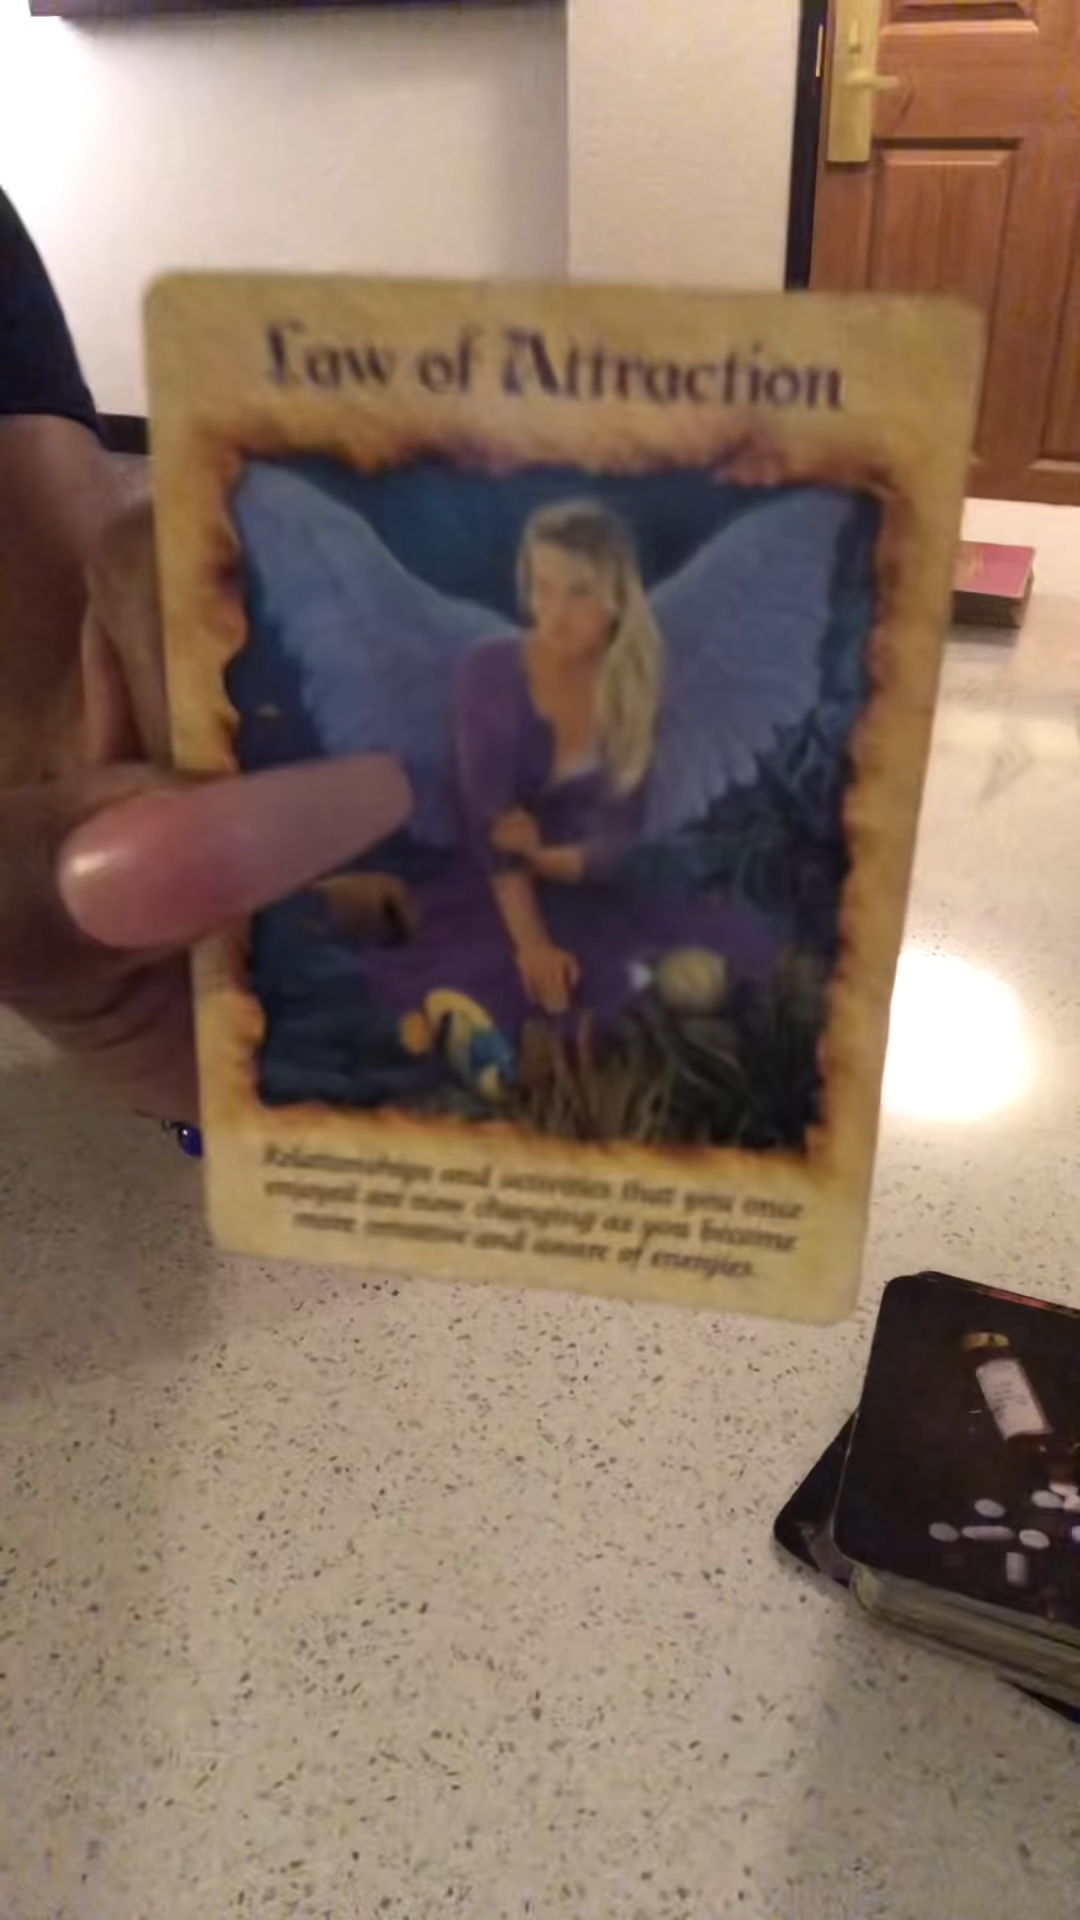 Law of Attraction
Relationships and activities that you once
enjoyed are now changing as you become
more sensitive and aware of energies.